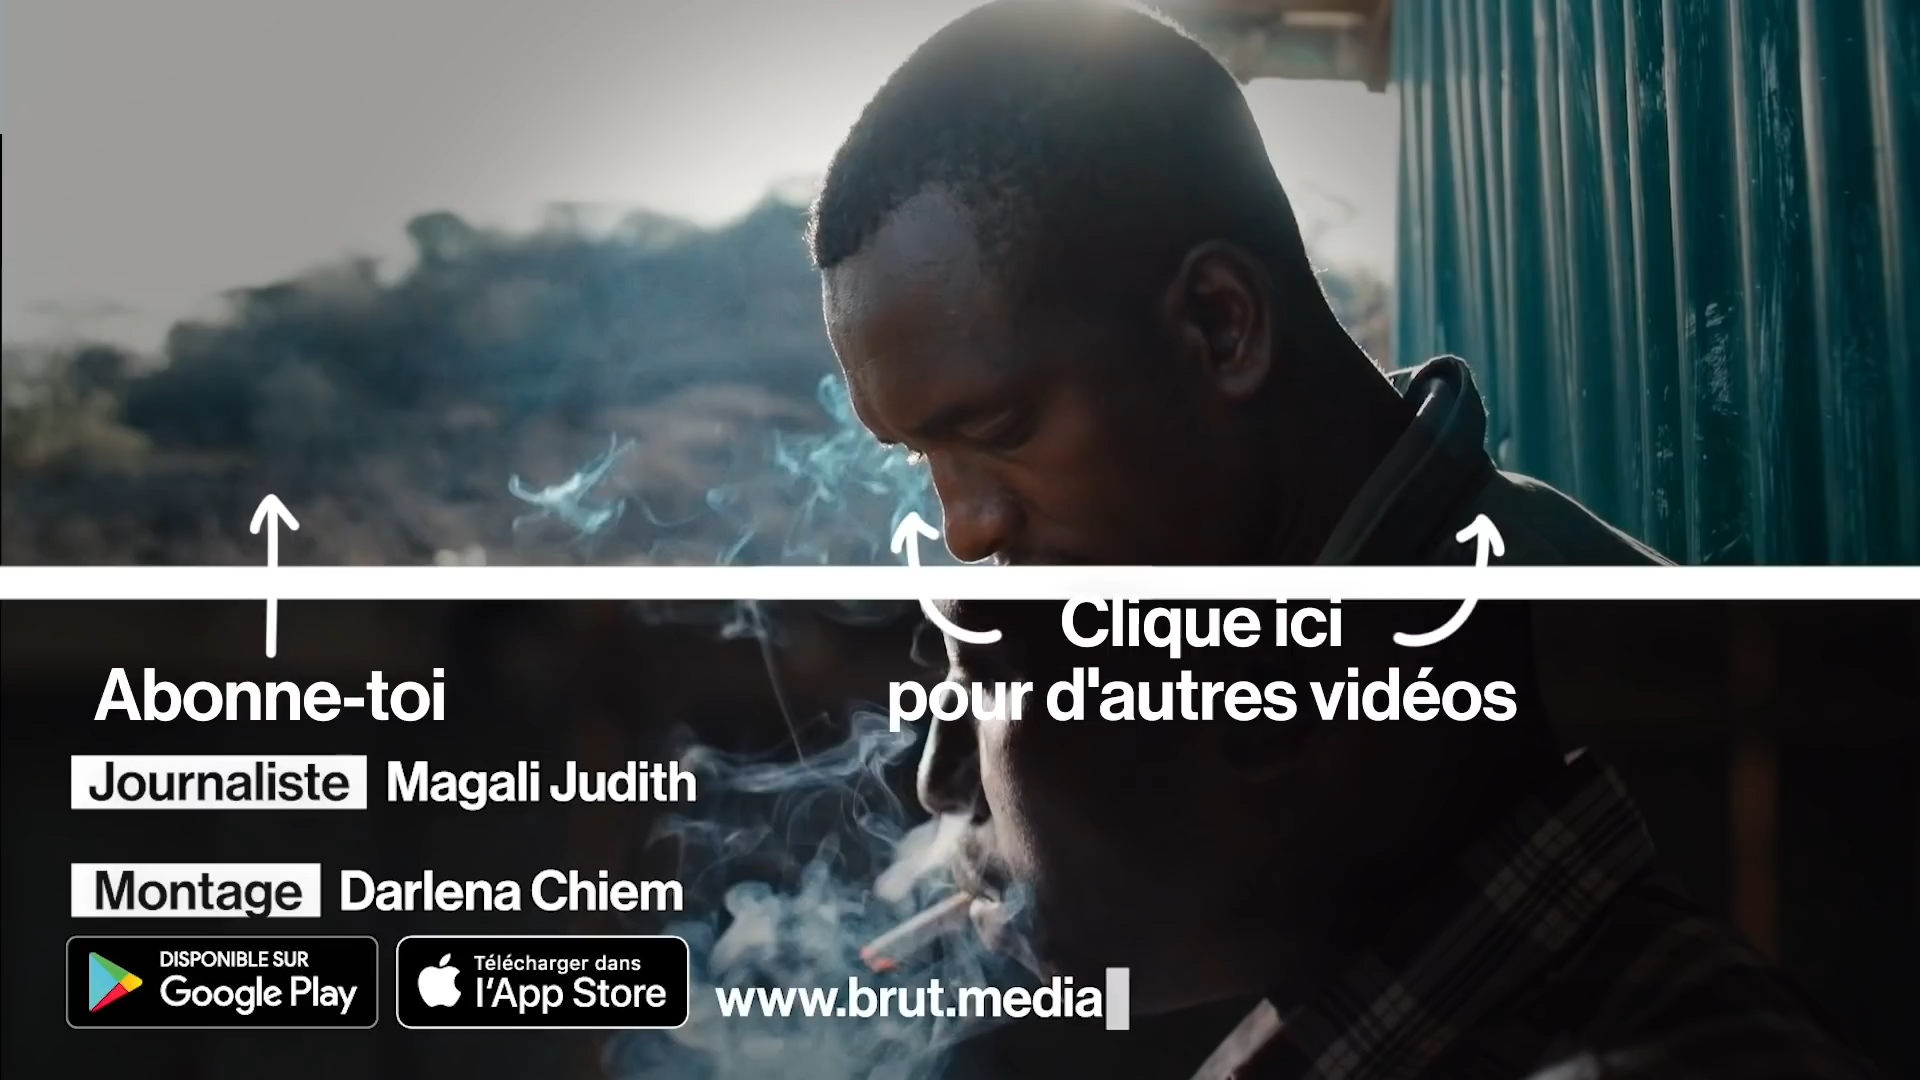 Clique ici
pour d'autres vidéos
Abonne-toi
Journaliste Magali Judith
Montage Darlena Chiem
DISPONIBLE SUR
Google Play
Télécharger dans
l'App Store
www.brut.media